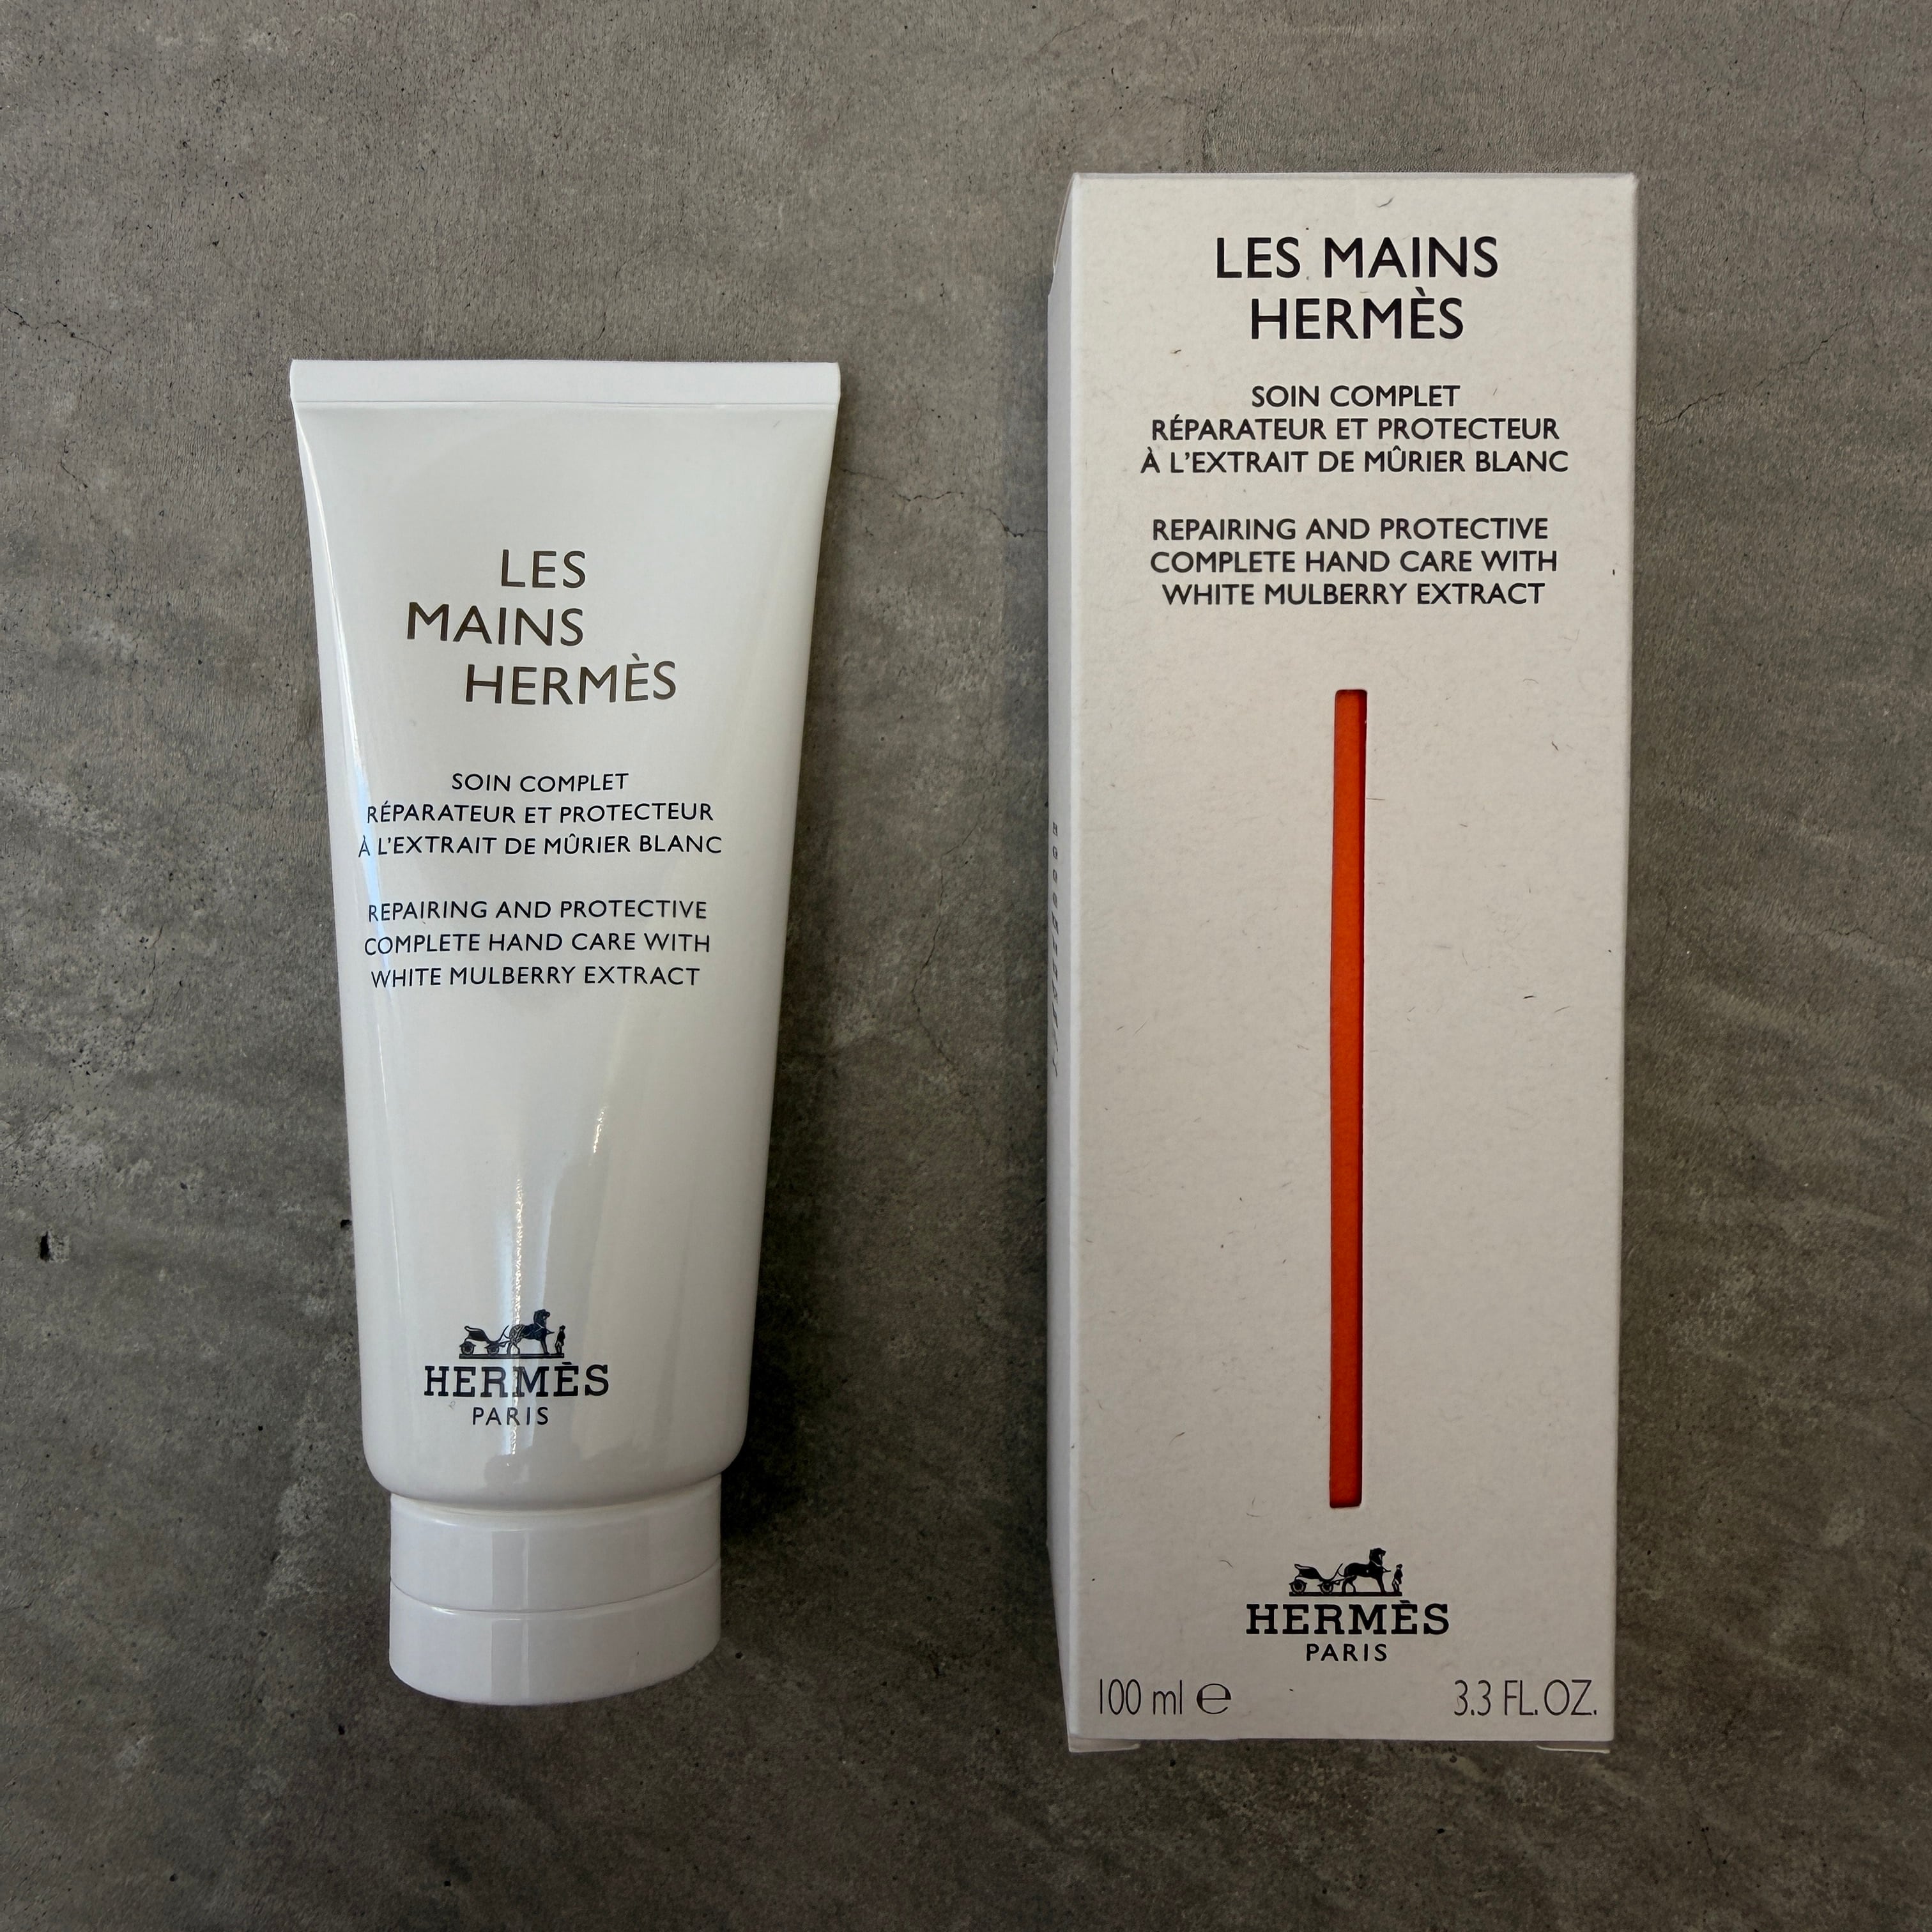 LES
MAINS
HERMÈS
SOIN COMPLET
RÉPARATEUR ET PROTECTEUR
À L'EXTRAIT DE MÛRIER BLANC
REPAIRING AND PROTECTIVE
COMPLETE HAND CARE WITH
WHITE MULBERRY EXTRACT
HERMÈS
PARIS
LES MAINS
HERMÈS
SOIN COMPLET
RÉPARATEUR ET PROTECTEUR
À L'EXTRAIT DE MÛRIER BLANC
REPAIRING AND PROTECTIVE
COMPLETE HAND CARE WITH
WHITE MULBERRY EXTRACT
HERMÈS
PARIS
100 ml ℮ 3.3 FL. OZ.